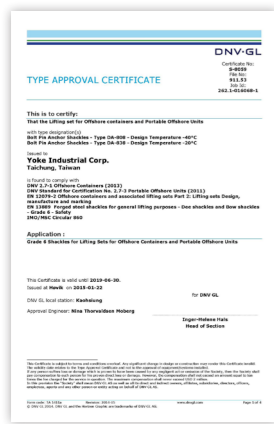 DNV·GL
Certificate No:
S-8050
File No:
911.53
Job Id:
262.1-019068-1
TYPE APPROVAL CERTIFICATE
This is to certify:
That the Lifting set for Offshore containers and Portable Offshore Units
with type designation(s)
Bolt Pin Anchor Shackles - Type DA-808 - Design Temperature -40°C
Bolt Pin Anchor Shackles - Type DA-838 - Design Temperature -20°C
Issued to
Yoke Industrial Corp.
Taichung, Taiwan
is found to comply with
DNV 2.7-1 Offshore Containers (2013)
DNV Standard for Certification No. 2.7-3 Portable Offshore Units (2011)
EN 12079-2 Offshore containers and associated lifting sets Part 2: Lifting sets Design,
manufacture and marking
EN 13889 Forged steel shackles for general lifting purposes - Dee shackles and Bow shackles
- Grade 6 - Safety
IMO/MSC Circular 860
Application :
Grade 8 Shackles for Lifting Sets for Offshore Containers and Portable Offshore Units
This Certificate is valid until 2019-06-30.
Issued at Høvik on 2015-01-22
for DNV GL
DNV GL local station: Kaohsiung
Approval Engineer: Nina Thorvaldsen Moberg
Inger-Helene Hals
Head of Section